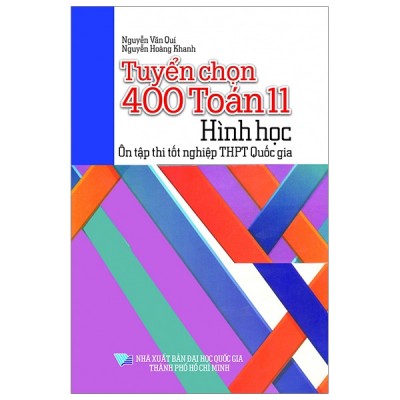 Nguyễn Văn Quí
Nguyễn Hoàng Khanh
Tuyển chọn
400 Toán 11
Hình học
Ôn tập thi tốt nghiệp THPT Quốc gia
NHÀ XUẤT BẢN ĐẠI HỌC QUỐC GIA
THÀNH PHỐ HỒ CHÍ MINH